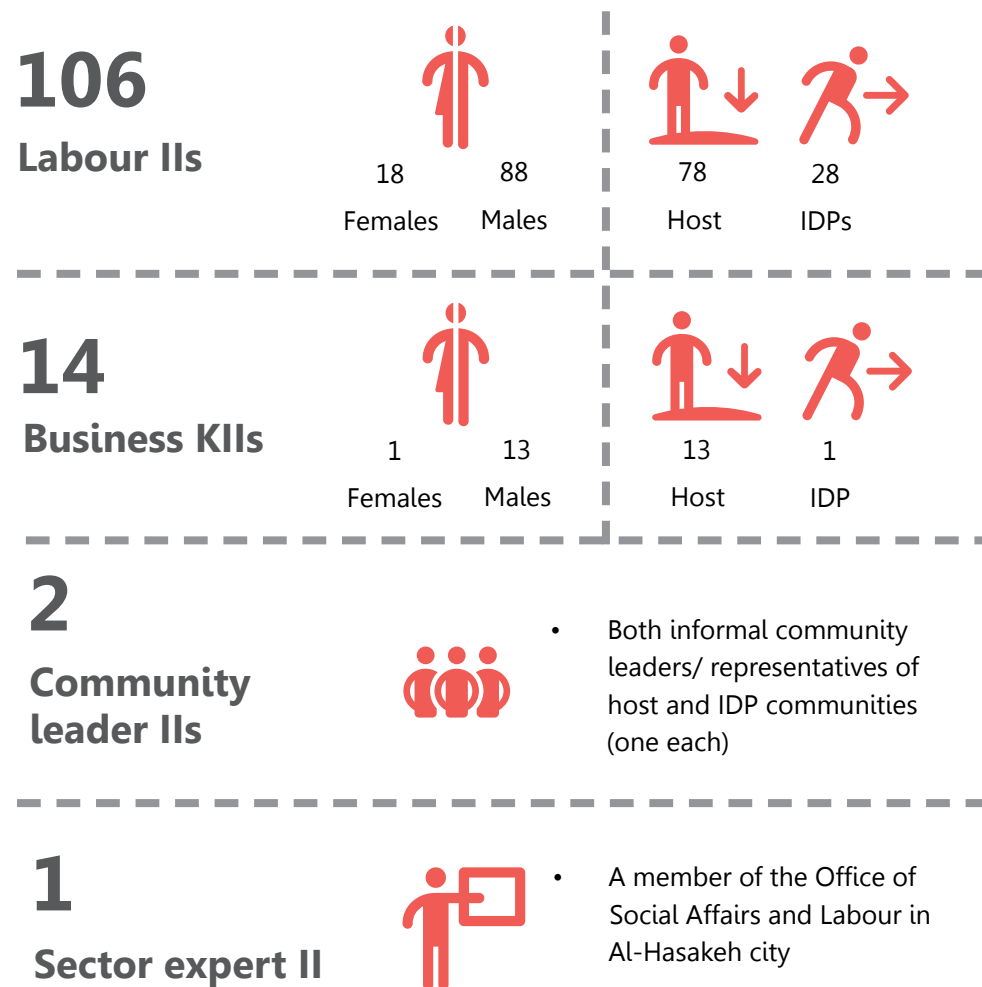 106
Labour IIs
18 88 78 28
Females Males Host IDPs
14
Business KIIs
1 13 13 1
Females Males Host IDP
2
Community
leader IIs
• Both informal community
leaders/ representatives of
host and IDP communities
(one each)
1
Sector expert II
• A member of the Office of
Social Affairs and Labour in
Al-Hasakeh city